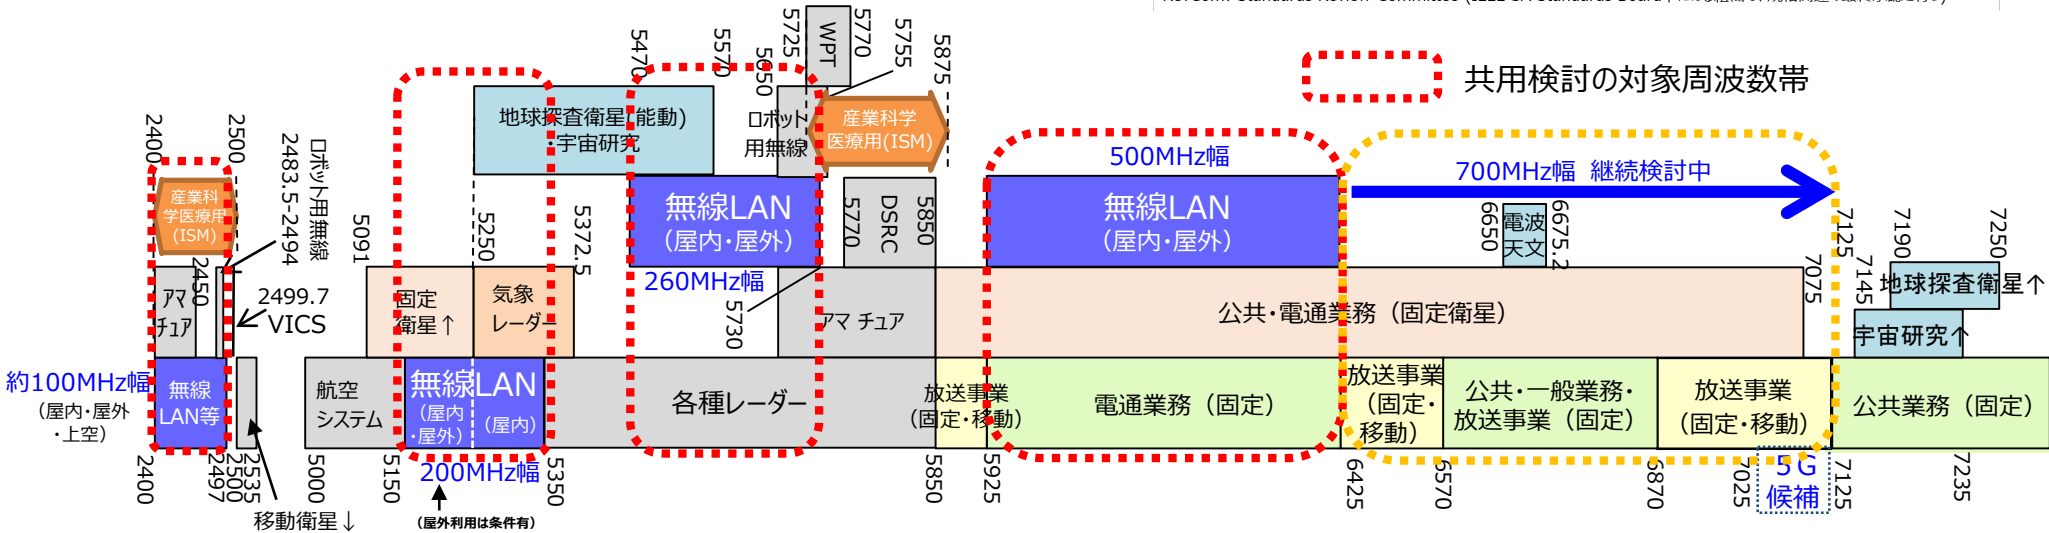 共用検討の対象周波数帯
5725
WPT
5770
5755
5875
5470
5570
5650
2400
2500
ロボット用無線
2483.5-2494
産業科
学医療用
(ISM)
地球探査衛星(能動)
・宇宙研究
ロボット
用無線
産業科学
医療用(ISM)
500MHz幅
700MHz幅 継続検討中
無線LAN
(屋内・屋外)
260MHz幅
DSRC
5770
5850
無線LAN
(屋内・屋外)
6650
電波
天文
6675.2
7125
7190
7250
5091
5250
5372.5
2450
アマ
チュア
2499.7
VICS
固定
衛星↑
気象
レーダー
5730
アマ チュア
公共・電通業務(固定衛星)
7075
7145
地球探査衛星↑
宇宙研究↑
約100MHz幅
(屋内・屋外
・上空)
無線
LAN等
航空
システム
無線LAN
(屋内
・屋外)
(屋内)
各種レーダー
放送事業
(固定・移動)
電通業務(固定)
放送事業
(固定・
移動)
公共・一般業務・
放送事業(固定)
放送事業
(固定・移動)
公共業務(固定)
2400
2497
2500
2535
移動衛星↓
5000
5150
200MHz幅
(屋外利用は条件有)
5350
5850
5925
6425
6570
6870
7025
5G
候補
7125
7235